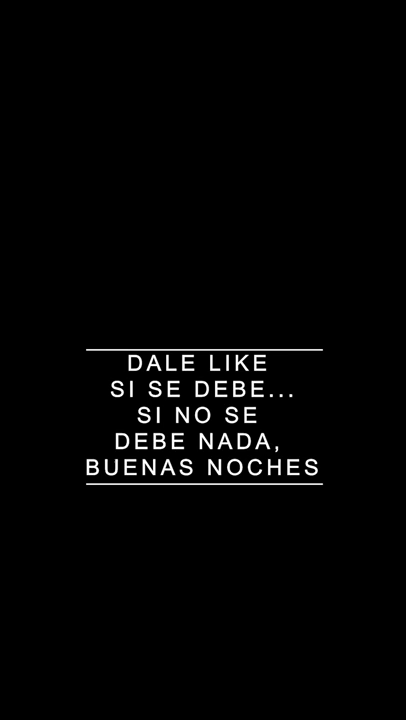 DALE LIKE
SI SE DEBE...
SI NO SE
DEBE NADA,
BUENAS NOCHES